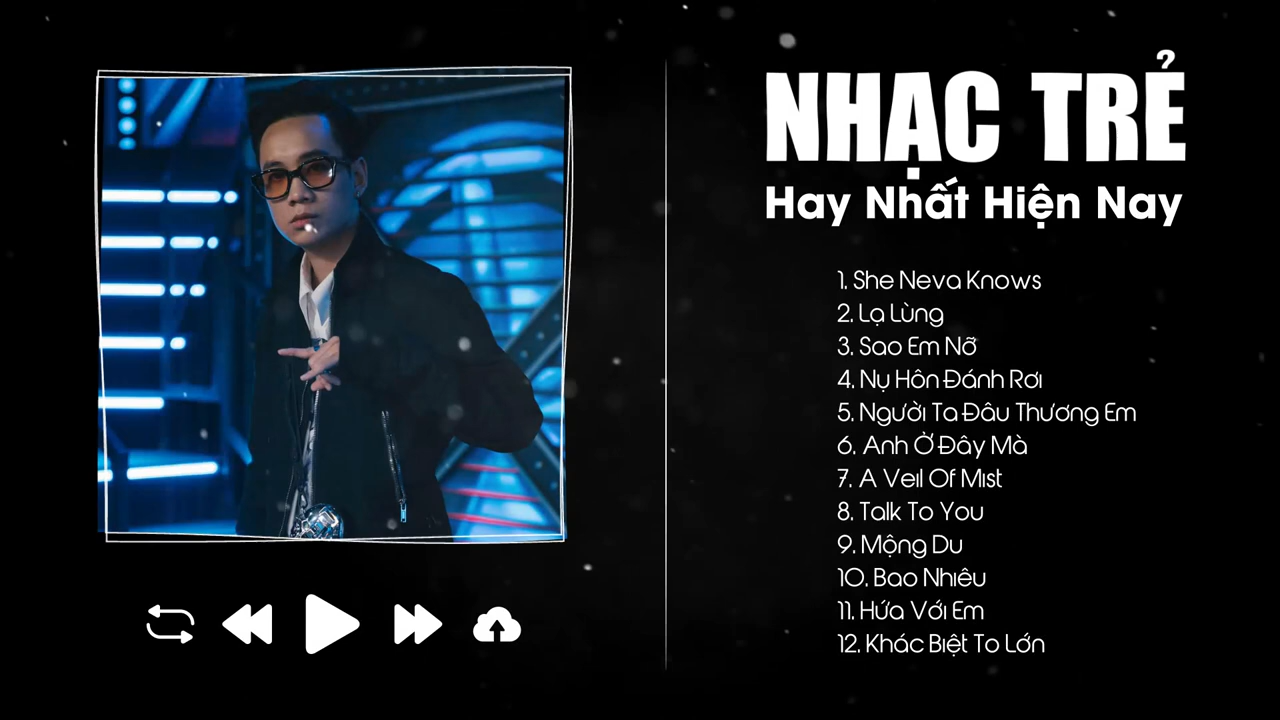 NHẠC TRẺ
Hay Nhất Hiện Nay
1. She Neva Knows
2. Lạ Lùng
3. Sao Em Nỡ
4. Nụ Hôn Đánh Rơi
5. Người Ta Đâu Thương Em
6. Anh Ở Đây Mà
7. A Veil Of Mist
8. Talk To You
9. Mộng Du
10. Bao Nhiêu
11. Hứa Với Em
12. Khác Biệt To Lớn